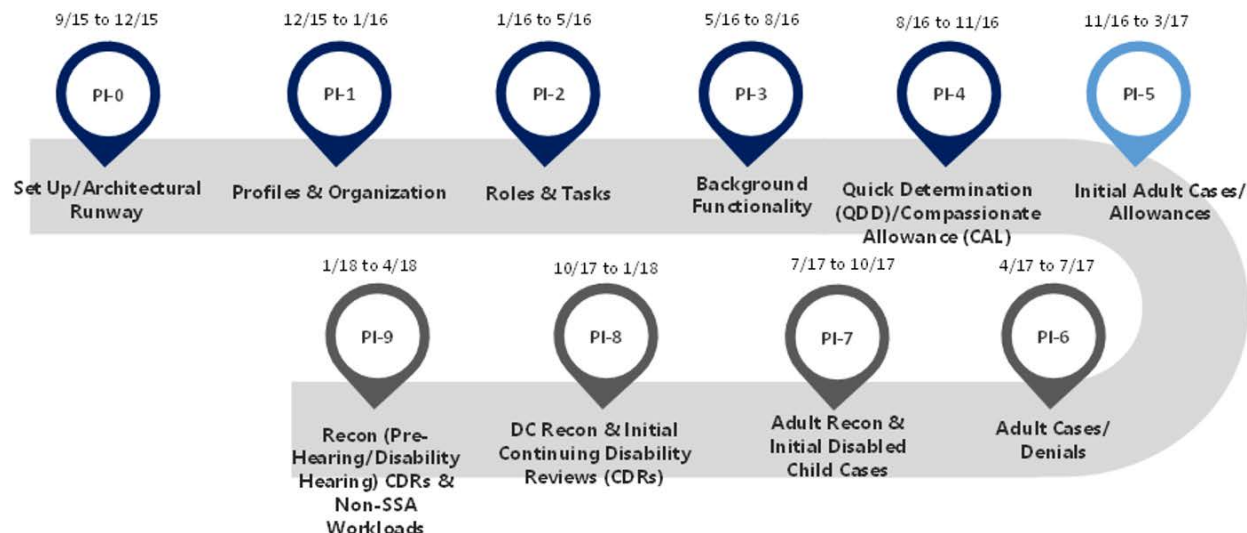 9/15 to 12/15
12/15 to 1/16
1/16 to 5/16
5/16 to 8/16
8/16 to 11/16
11/16 to 3/17
PI-0
PI-1
PI-2
PI-3
PI-4
PI-5
Set Up/Architectural
Runway
Profiles & Organization
Roles & Tasks
Background
Functionality
Quick Determination
(QDD)/Compassionate
Allowance (CAL)
Initial Adult Cases/
Allowances
1/18 to 4/18
10/17 to 1/18
7/17 to 10/17
4/17 to 7/17
PI-9
PI-8
PI-7
PI-6
Recon (Pre-
Hearing/Disability
Hearing) CDRs &
Non-SSA
Workloads
DC Recon & Initial
Continuing Disability
Reviews (CDRs)
Adult Recon &
Initial Disabled
Child Cases
Adult Cases/
Denials